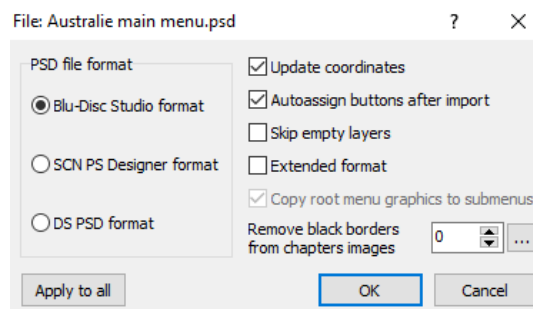 File: Australie main menu.psd
?
PSD file format
Blu-Disc Studio format
SCN PS Designer format
DS PSD format
Update coordinates
Autoassign buttons after import
Skip empty layers
Extended format
Copy root menu graphics to submenus
Remove black borders
from chapters images
0
...
Apply to all
OK
Cancel